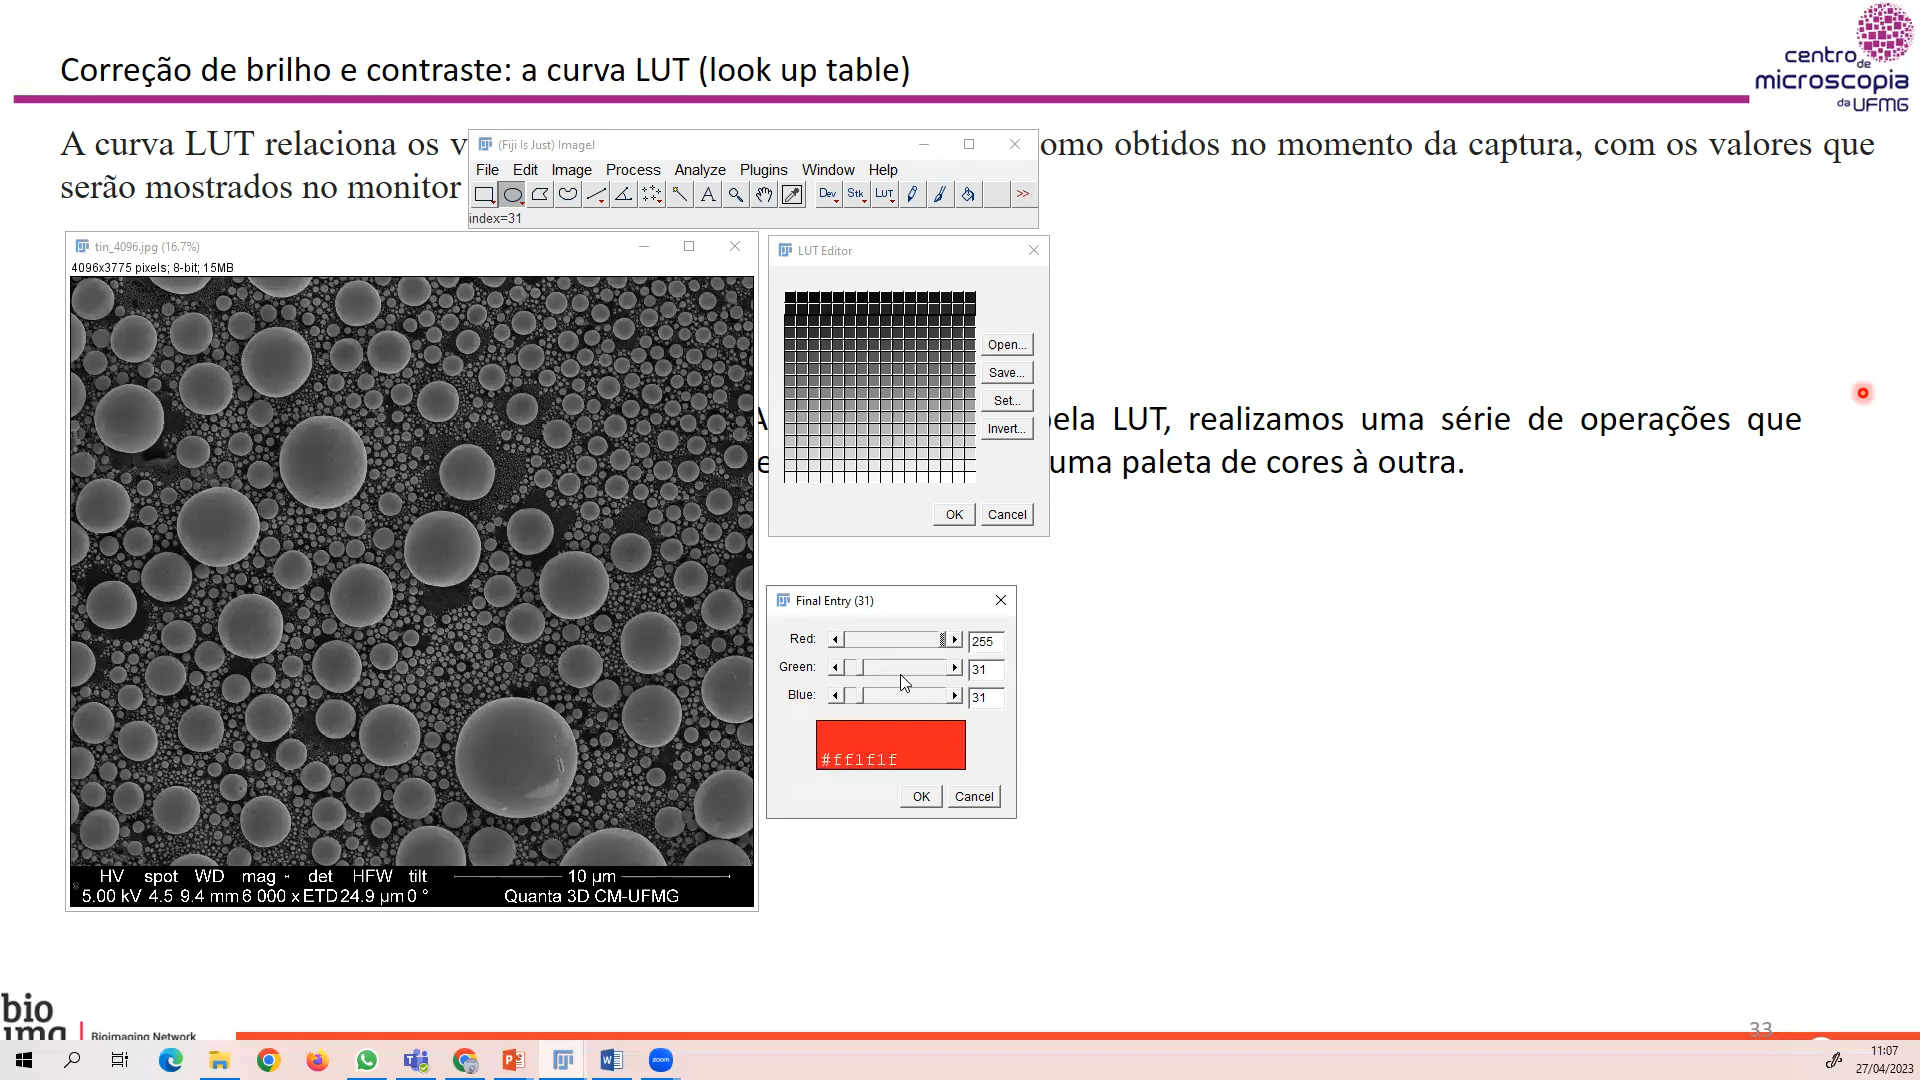 Correção de brilho e contraste: a curva LUT (look up table)
centro de
microscopia
da UFMG
A curva LUT relaciona os v
omo obtidos no momento da captura, com os valores que
serão mostrados no monitor
(Fiji Is Just) ImageJ
File Edit Image Process Analyze Plugins Window Help
A Dev Stk LUT >>
index=31
tin_4096.jpg (16.7%)
4096x3775 pixels; 8-bit; 15MB
HV spot WD mag det HFW tilt 10 µm
5.00 kV 4.5 9.4 mm 6 000 x ETD 24.9 µm 0 ° Quanta 3D CM-UFMG
LUT Editor
Open...
Save...
Set...
Invert...
OK Cancel
ela LUT, realizamos uma série de operações que
uma paleta de cores à outra.
Final Entry (31)
Red: 255
Green: 31
Blue: 31
#ff1f1f
OK Cancel
bio
img
Bioimaging Network
33
zoom
11:07
27/04/2023